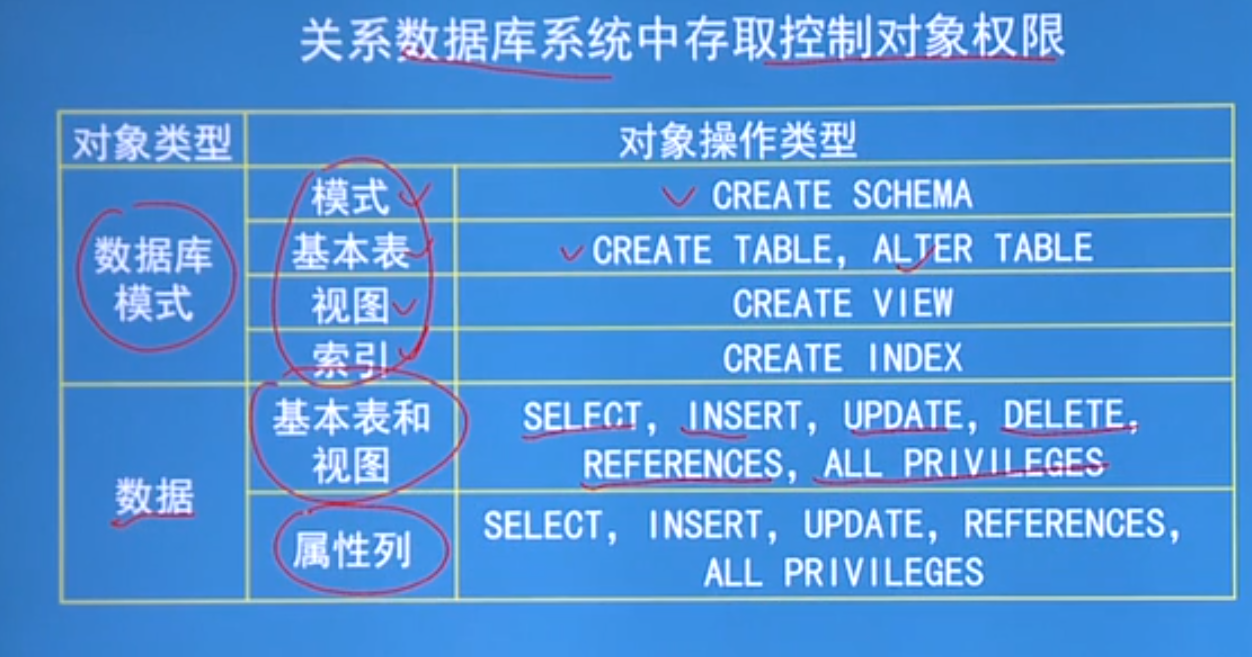 关系数据库系统中存取控制对象权限
对象类型 对象操作类型
数据库
模式
模式 CREATE SCHEMA
基本表 CREATE TABLE, ALTER TABLE
视图 CREATE VIEW
索引 CREATE INDEX
数据
基本表和
视图
SELECT, INSERT, UPDATE, DELETE,
REFERENCES, ALL PRIVILEGES
属性列
SELECT, INSERT, UPDATE, REFERENCES,
ALL PRIVILEGES